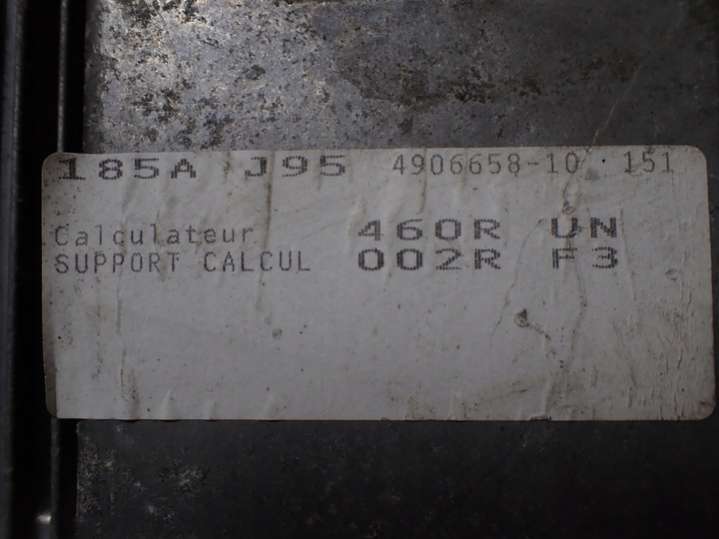 185A J95 4906658-10 151
Calculateur 460R UN
SUPPORT CALCUL 002R F3